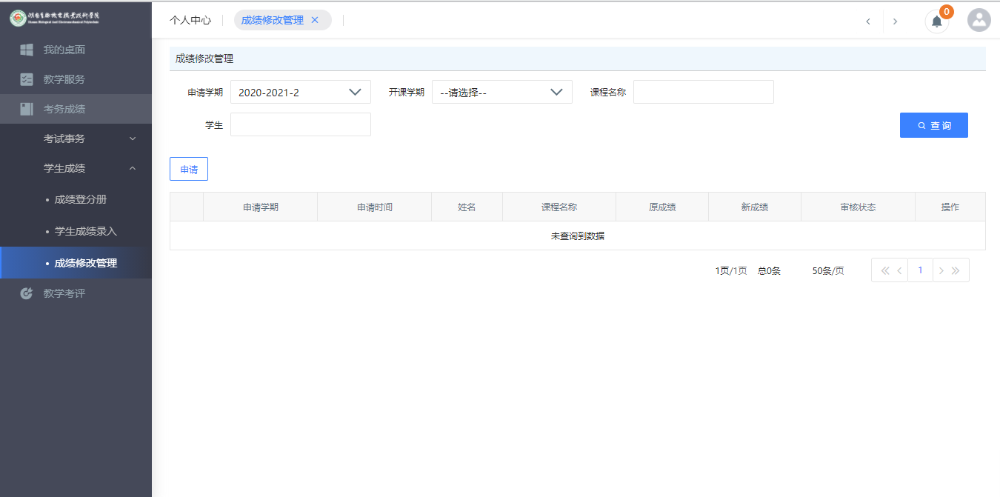 湖南生物机电职业技术学院
Hunan Biological And Electromechanical Polytechnic
个人中心
成绩修改管理
0
我的桌面
教学服务
考务成绩
考试事务
学生成绩
成绩登分册
学生成绩录入
成绩修改管理
教学考评
成绩修改管理
申请学期 2020-2021-2 开课学期 --请选择-- 课程名称
学生 查 询
申请
申请学期 申请时间 姓名 课程名称 原成绩 新成绩 审核状态 操作
未查询到数据
1页/1页 总0条 50条/页 1